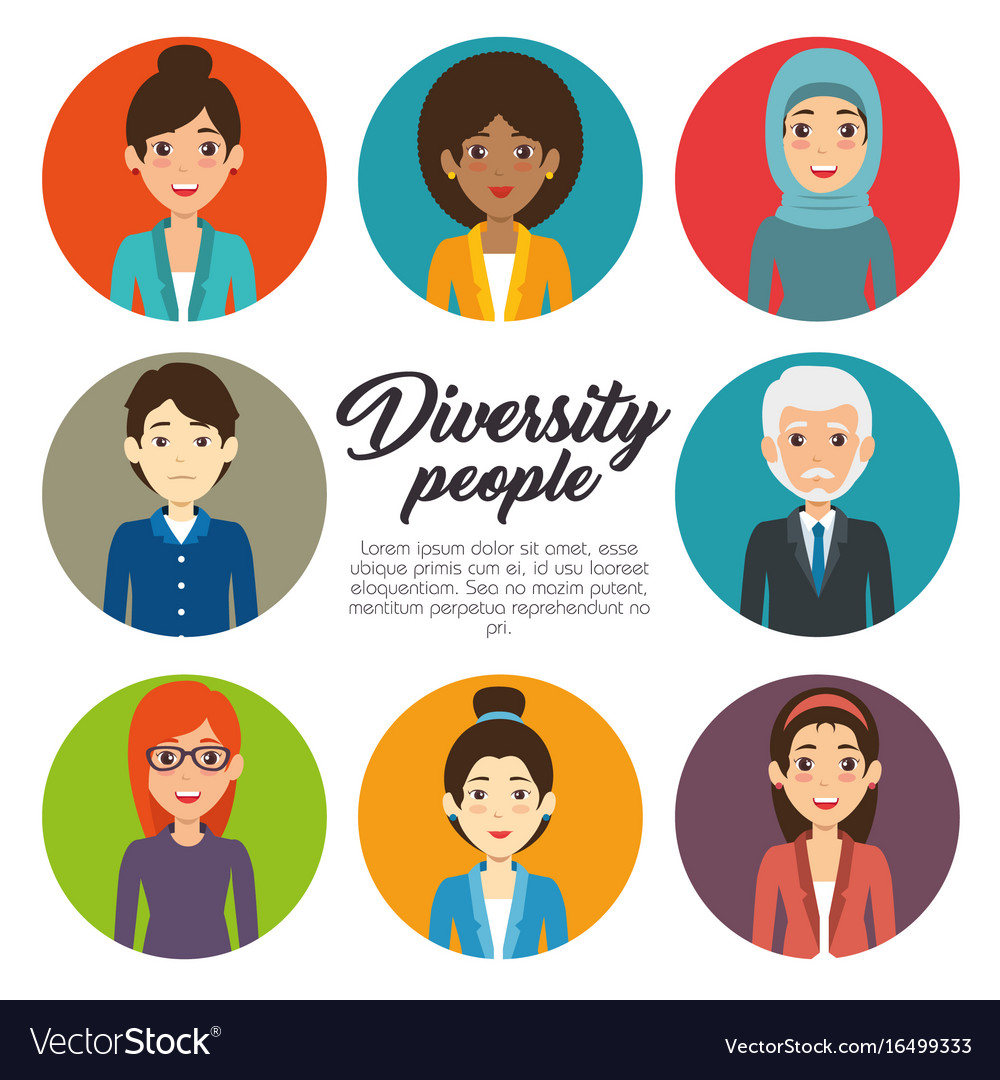 Diversity
people
Lorem ipsum dolor sit amet, esse
ubique primis cum ei, id usu laoreet
eloquentiam. Sea no mazim putent,
mentitum perpetua reprehendunt no
pri.
VectorStock®
VectorStock.com/16499333